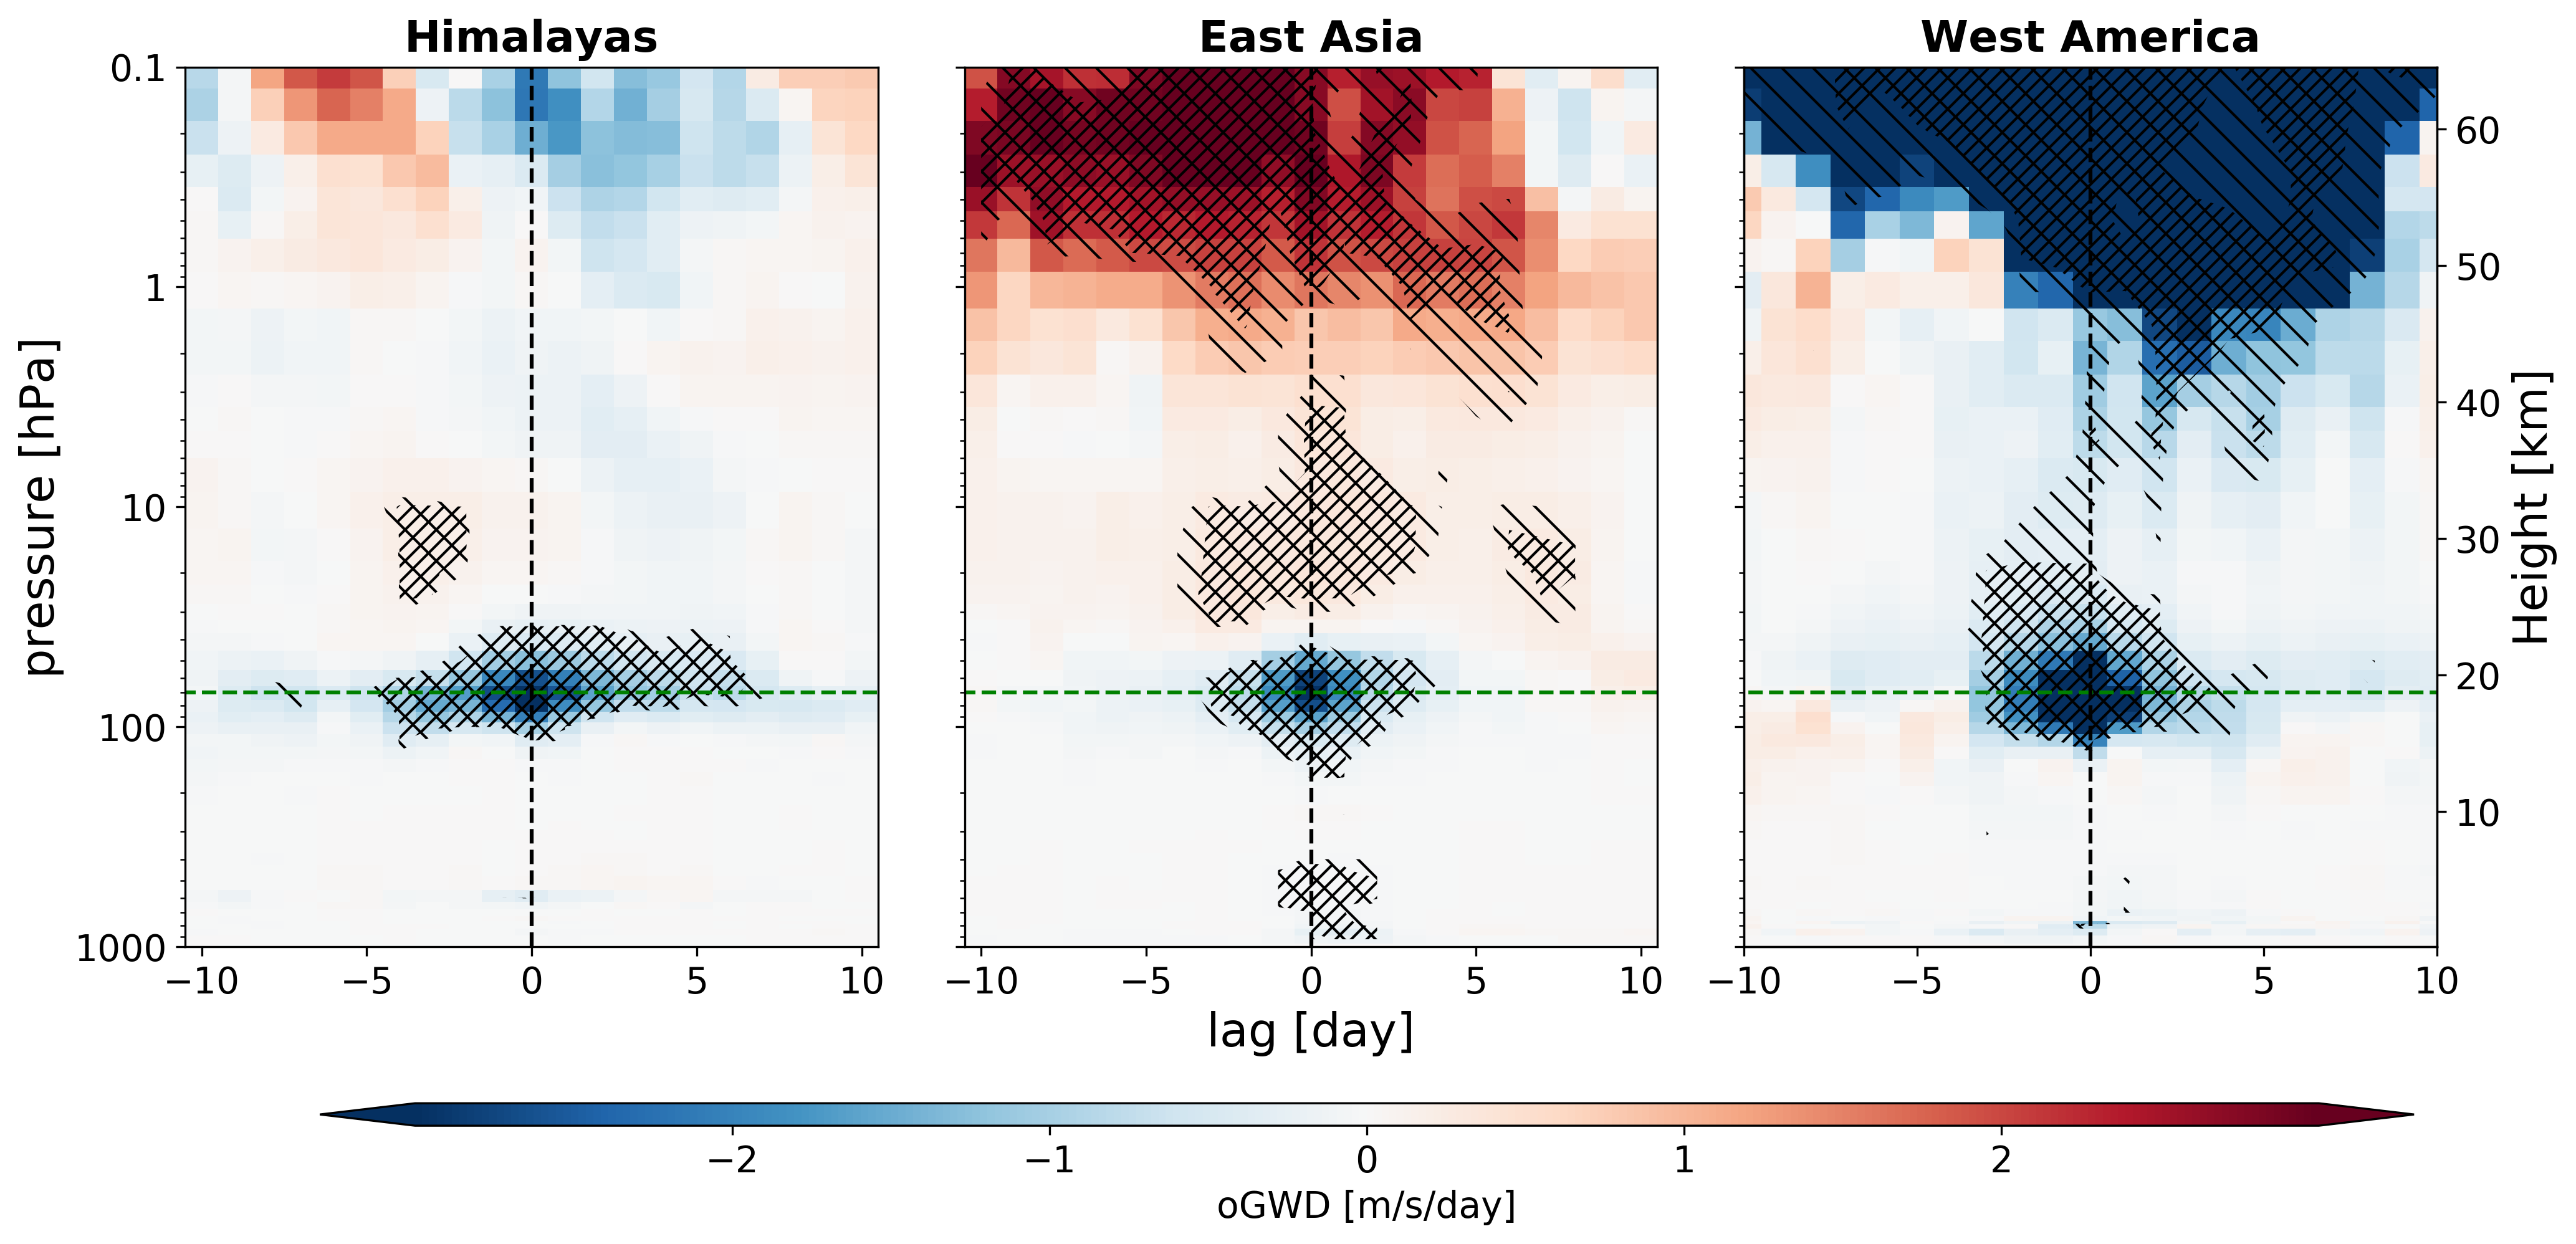 Himalayas East Asia West America
0.1
1
10
100
1000
pressure [hPa]
60
50
40
30
20
10
Height [km]
−10 −5 0 5 10 −10 −5 0 5 10 −10 −5 0 5 10
lag [day]
−2 −1 0 1 2
oGWD [m/s/day]